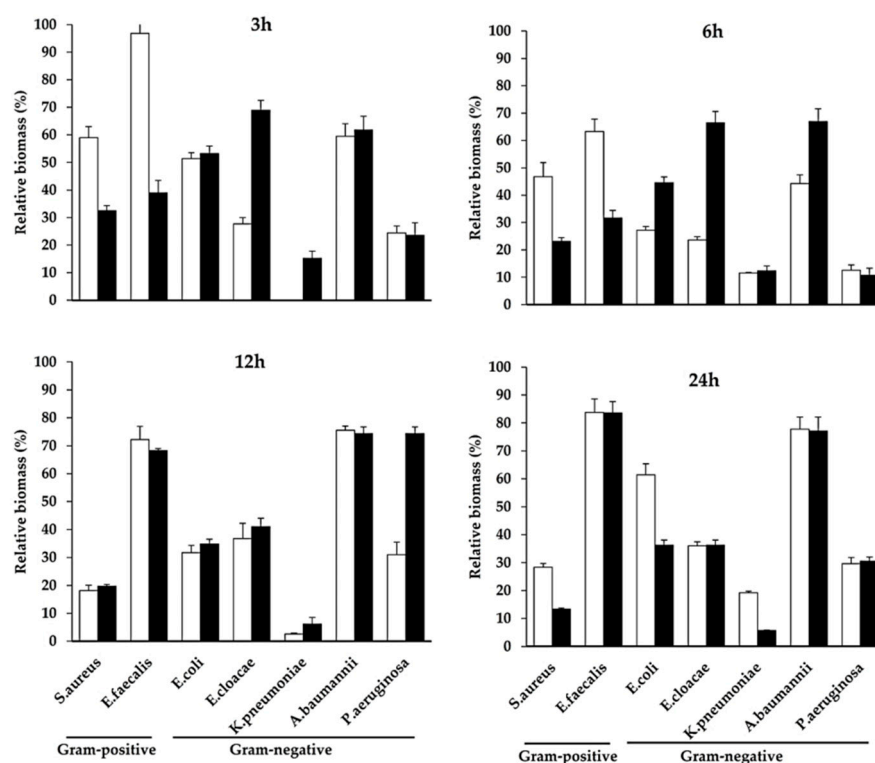 3h
Relative biomass (%)
100
90
80
70
60
50
40
30
20
10
0
6h
Relative biomass (%)
100
90
80
70
60
50
40
30
20
10
0
12h
Relative biomass (%)
100
90
80
70
60
50
40
30
20
10
0
S.aureus
E.faecalis
E.coli
E.cloacae
K.pneumoniae
A.baumannii
P.aeruginosa
Gram-positive
Gram-negative
24h
Relative biomass (%)
100
90
80
70
60
50
40
30
20
10
0
S.aureus
E.faecalis
E.coli
E.cloacae
K.pneumoniae
A.baumannii
P.aeruginosa
Gram-positive
Gram-negative